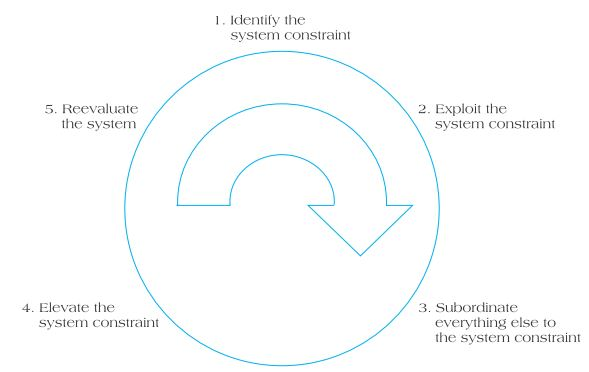 1. Identify the
system constraint
2. Exploit the
system constraint
3. Subordinate
everything else to
the system constraint
4. Elevate the
system constraint
5. Reevaluate
the system